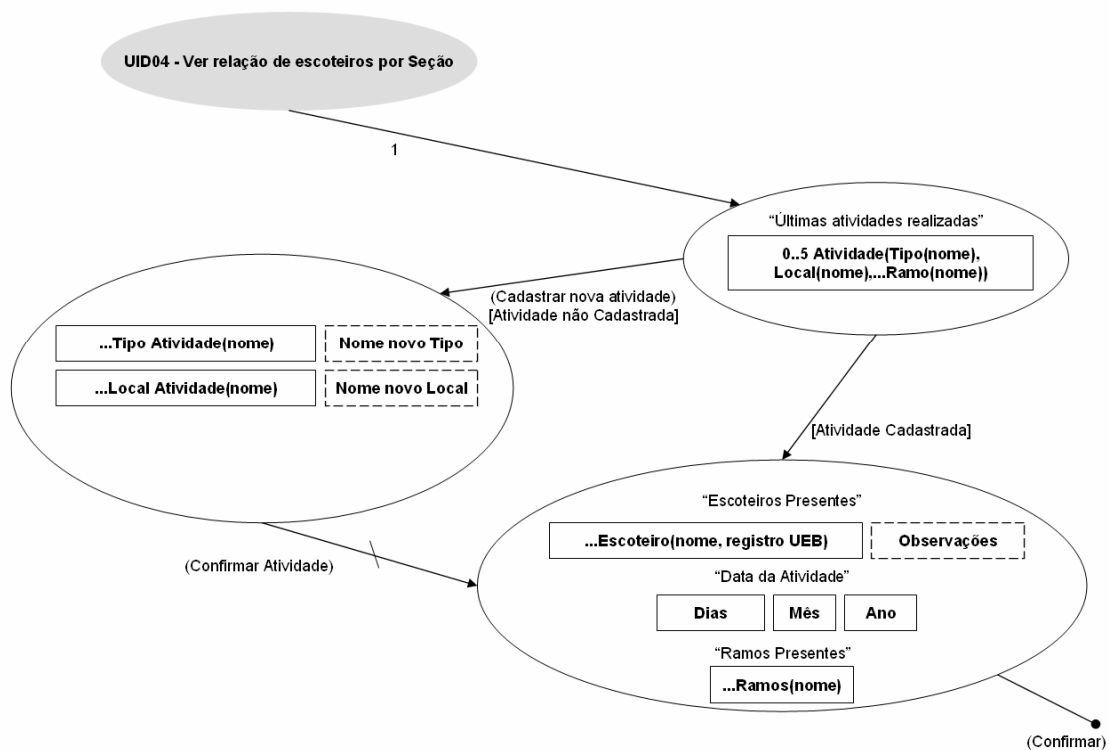 UID04 - Ver relação de escoteiros por Seção
1
“Últimas atividades realizadas”
0..5 Atividade(Tipo(nome),
Local(nome),...Ramo(nome))
(Cadastrar nova atividade)
[Atividade não Cadastrada]
...Tipo Atividade(nome)
Nome novo Tipo
...Local Atividade(nome)
Nome novo Local
[Atividade Cadastrada]
“Escoteiros Presentes”
...Escoteiro(nome, registro UEB)
Observações
(Confirmar Atividade)
“Data da Atividade”
Dias
Mês
Ano
“Ramos Presentes”
...Ramos(nome)
(Confirmar)